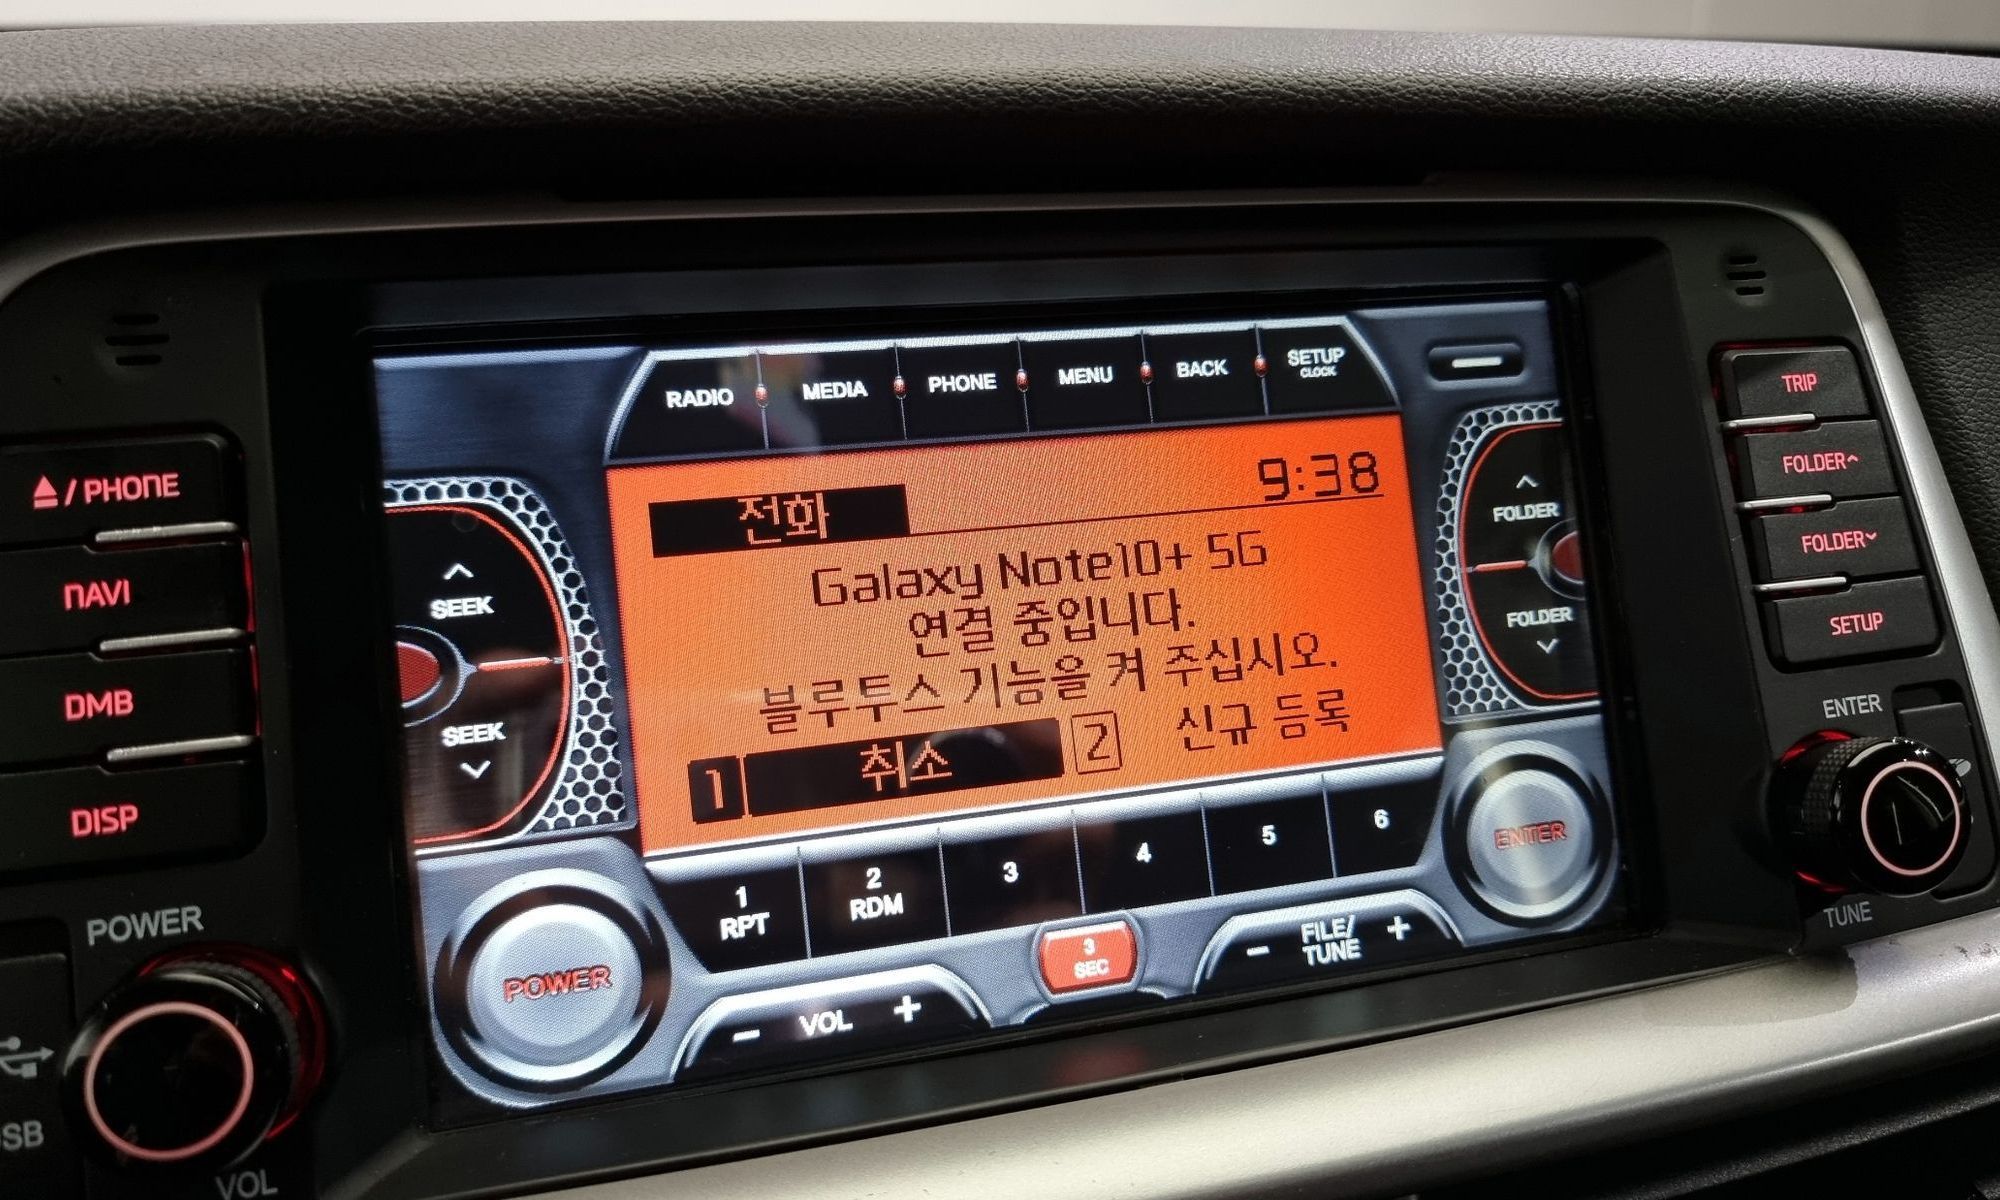 RADIO MEDIA PHONE MENU BACK SETUP
CLOCK
전화 9:38
Galaxy Note10+ 5G
연결 중입니다.
블루투스 기능을 켜 주십시오.
1 취소 2 신규 등록
SEEK
SEEK
FOLDER
FOLDER
1 RPT
2 RDM
3
4
5
6
POWER
ENTER
- VOL +
3 SEC
- FILE/ TUNE +
/ PHONE
NAVI
DMB
DISP
POWER
VOL
SB
TRIP
FOLDER
FOLDER
SETUP
ENTER
TUNE